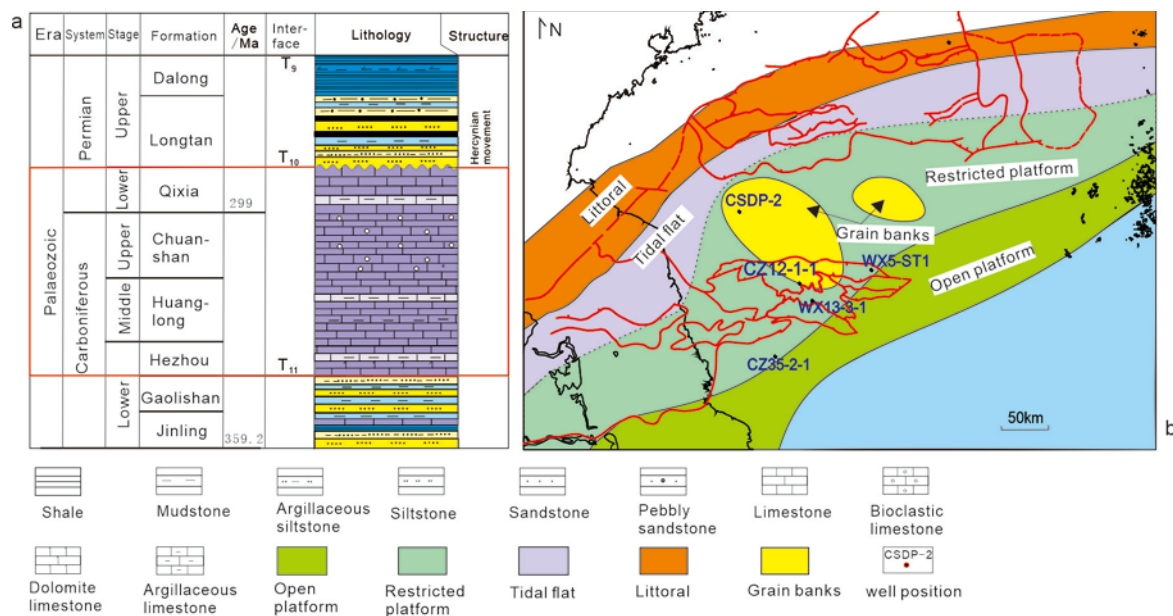 a
Era
System
Stage
Formation
Age
/Ma
Inter-
face
Lithology
Structure
Palaeozoic
Permian
Carboniferous
Upper
Lower
Upper
Middle
Lower
Dalong
Longtan
Qixia
Chuan-
shan
Huang-
long
Hezhou
Gaolishan
Jinling
299
359.2
T9
T10
T11
Hercynian
movement
N
Littoral
Tidal flat
Restricted platform
CSDP-2
Grain banks
CZ12-1-1
WX5-ST1
Open platform
WX13-3-1
CZ35-2-1
50km
b
Shale
Mudstone
Argillaceous
siltstone
Siltstone
Sandstone
Pebbly
sandstone
Limestone
Bioclastic
limestone
Dolomite
limestone
Argillaceous
limestone
Open
platform
Restricted
platform
Tidal flat
Littoral
Grain banks
CSDP-2
well position